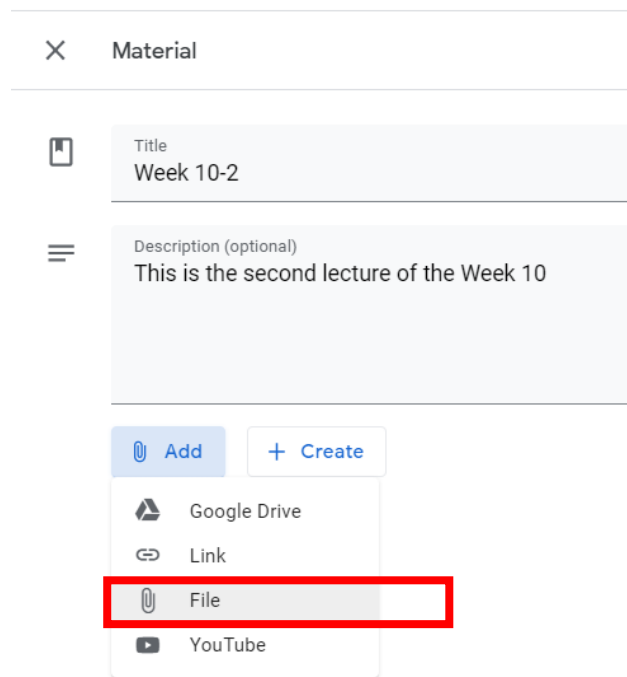 Material
Title
Week 10-2
Description (optional)
This is the second lecture of the Week 10
Add
+ Create
Google Drive
Link
File
YouTube